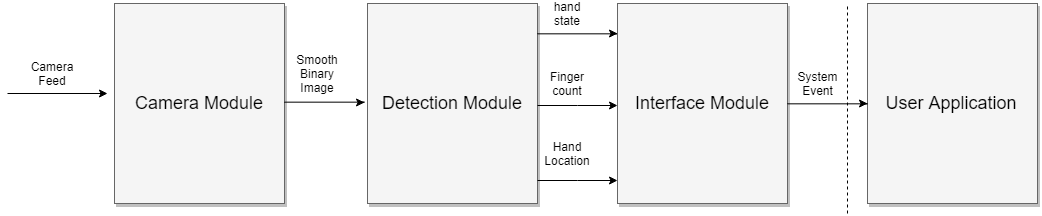 Camera
Feed
Camera Module
Smooth
Binary
Image
Detection Module
hand
state
Finger
count
Hand
Location
Interface Module
System
Event
User Application